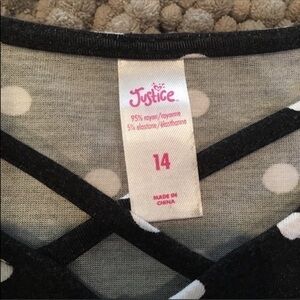 Justice
95% rayon/rayonne
5% elastane/élasthanne
14
MADE IN
CHINA